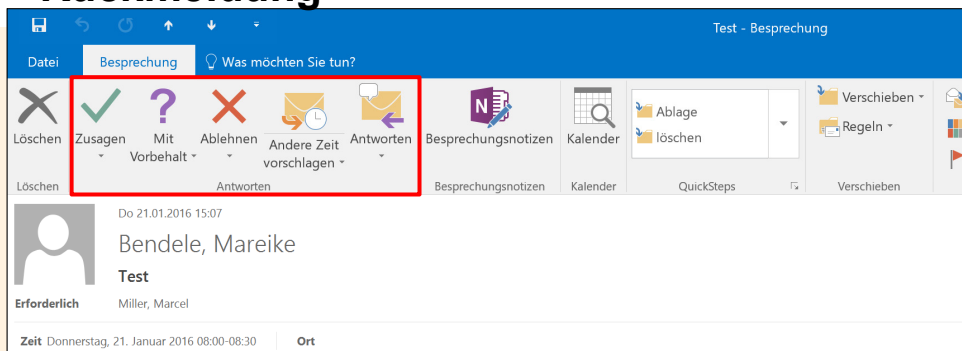 Rückmeldung
Test - Besprechung
Datei Besprechung Was möchten Sie tun?
Löschen Zusagen Mit Vorbehalt Ablehnen Andere Zeit vorschlagen Antworten Besprechungsnotizen Kalender Ablage löschen Verschieben Regeln
Löschen Antworten Besprechungsnotizen Kalender QuickSteps Verschieben
Do 21.01.2016 15:07
Bendele, Mareike
Test
Erforderlich Miller, Marcel
Zeit Donnerstag, 21. Januar 2016 08:00-08:30 Ort